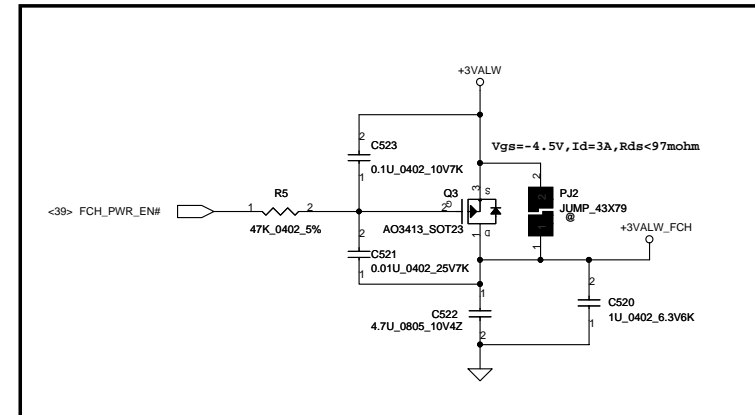 +3VALW
2
C523
0.1U_0402_10V7K
1
Vgs=-4.5V,Id=3A,Rds<97mohm
<39> FCH_PWR_EN#
1 R5 2
47K_0402_5%
2
C521
0.01U_0402_25V7K
1
Q3
3 S
2 G
1 D
AO3413_SOT23
2
2
PJ2
JUMP_43X79
@
1
1
+3VALW_FCH
1
C522
4.7U_0805_10V4Z
2
2
C520
1U_0402_6.3V6K
1